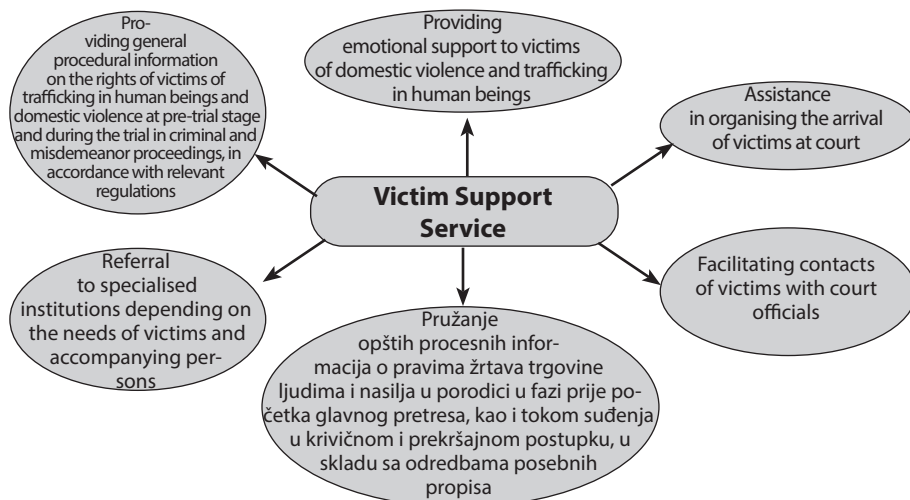 Pro-
viding general
procedural information
on the rights of victims of
trafficking in human beings and
domestic violence at pre-trial stage
and during the trial in criminal and
misdemeanor proceedings, in
accordance with relevant
regulations
Providing
emotional support to victims
of domestic violence and trafficking
in human beings
Assistance
in organising the arrival
of victims at court
Victim Support
Service
Referral
to specialised
institutions depending on
the needs of victims and
accompanying per-
sons
Pružanje
opštih procesnih infor-
macija o pravima žrtava trgovine
ljudima i nasilja u porodici u fazi prije po-
četka glavnog pretresa, kao i tokom suđenja
u krivičnom i prekršajnom postupku, u
skladu sa odredbama posebnih
propisa
Facilitating contacts
of victims with court
officials